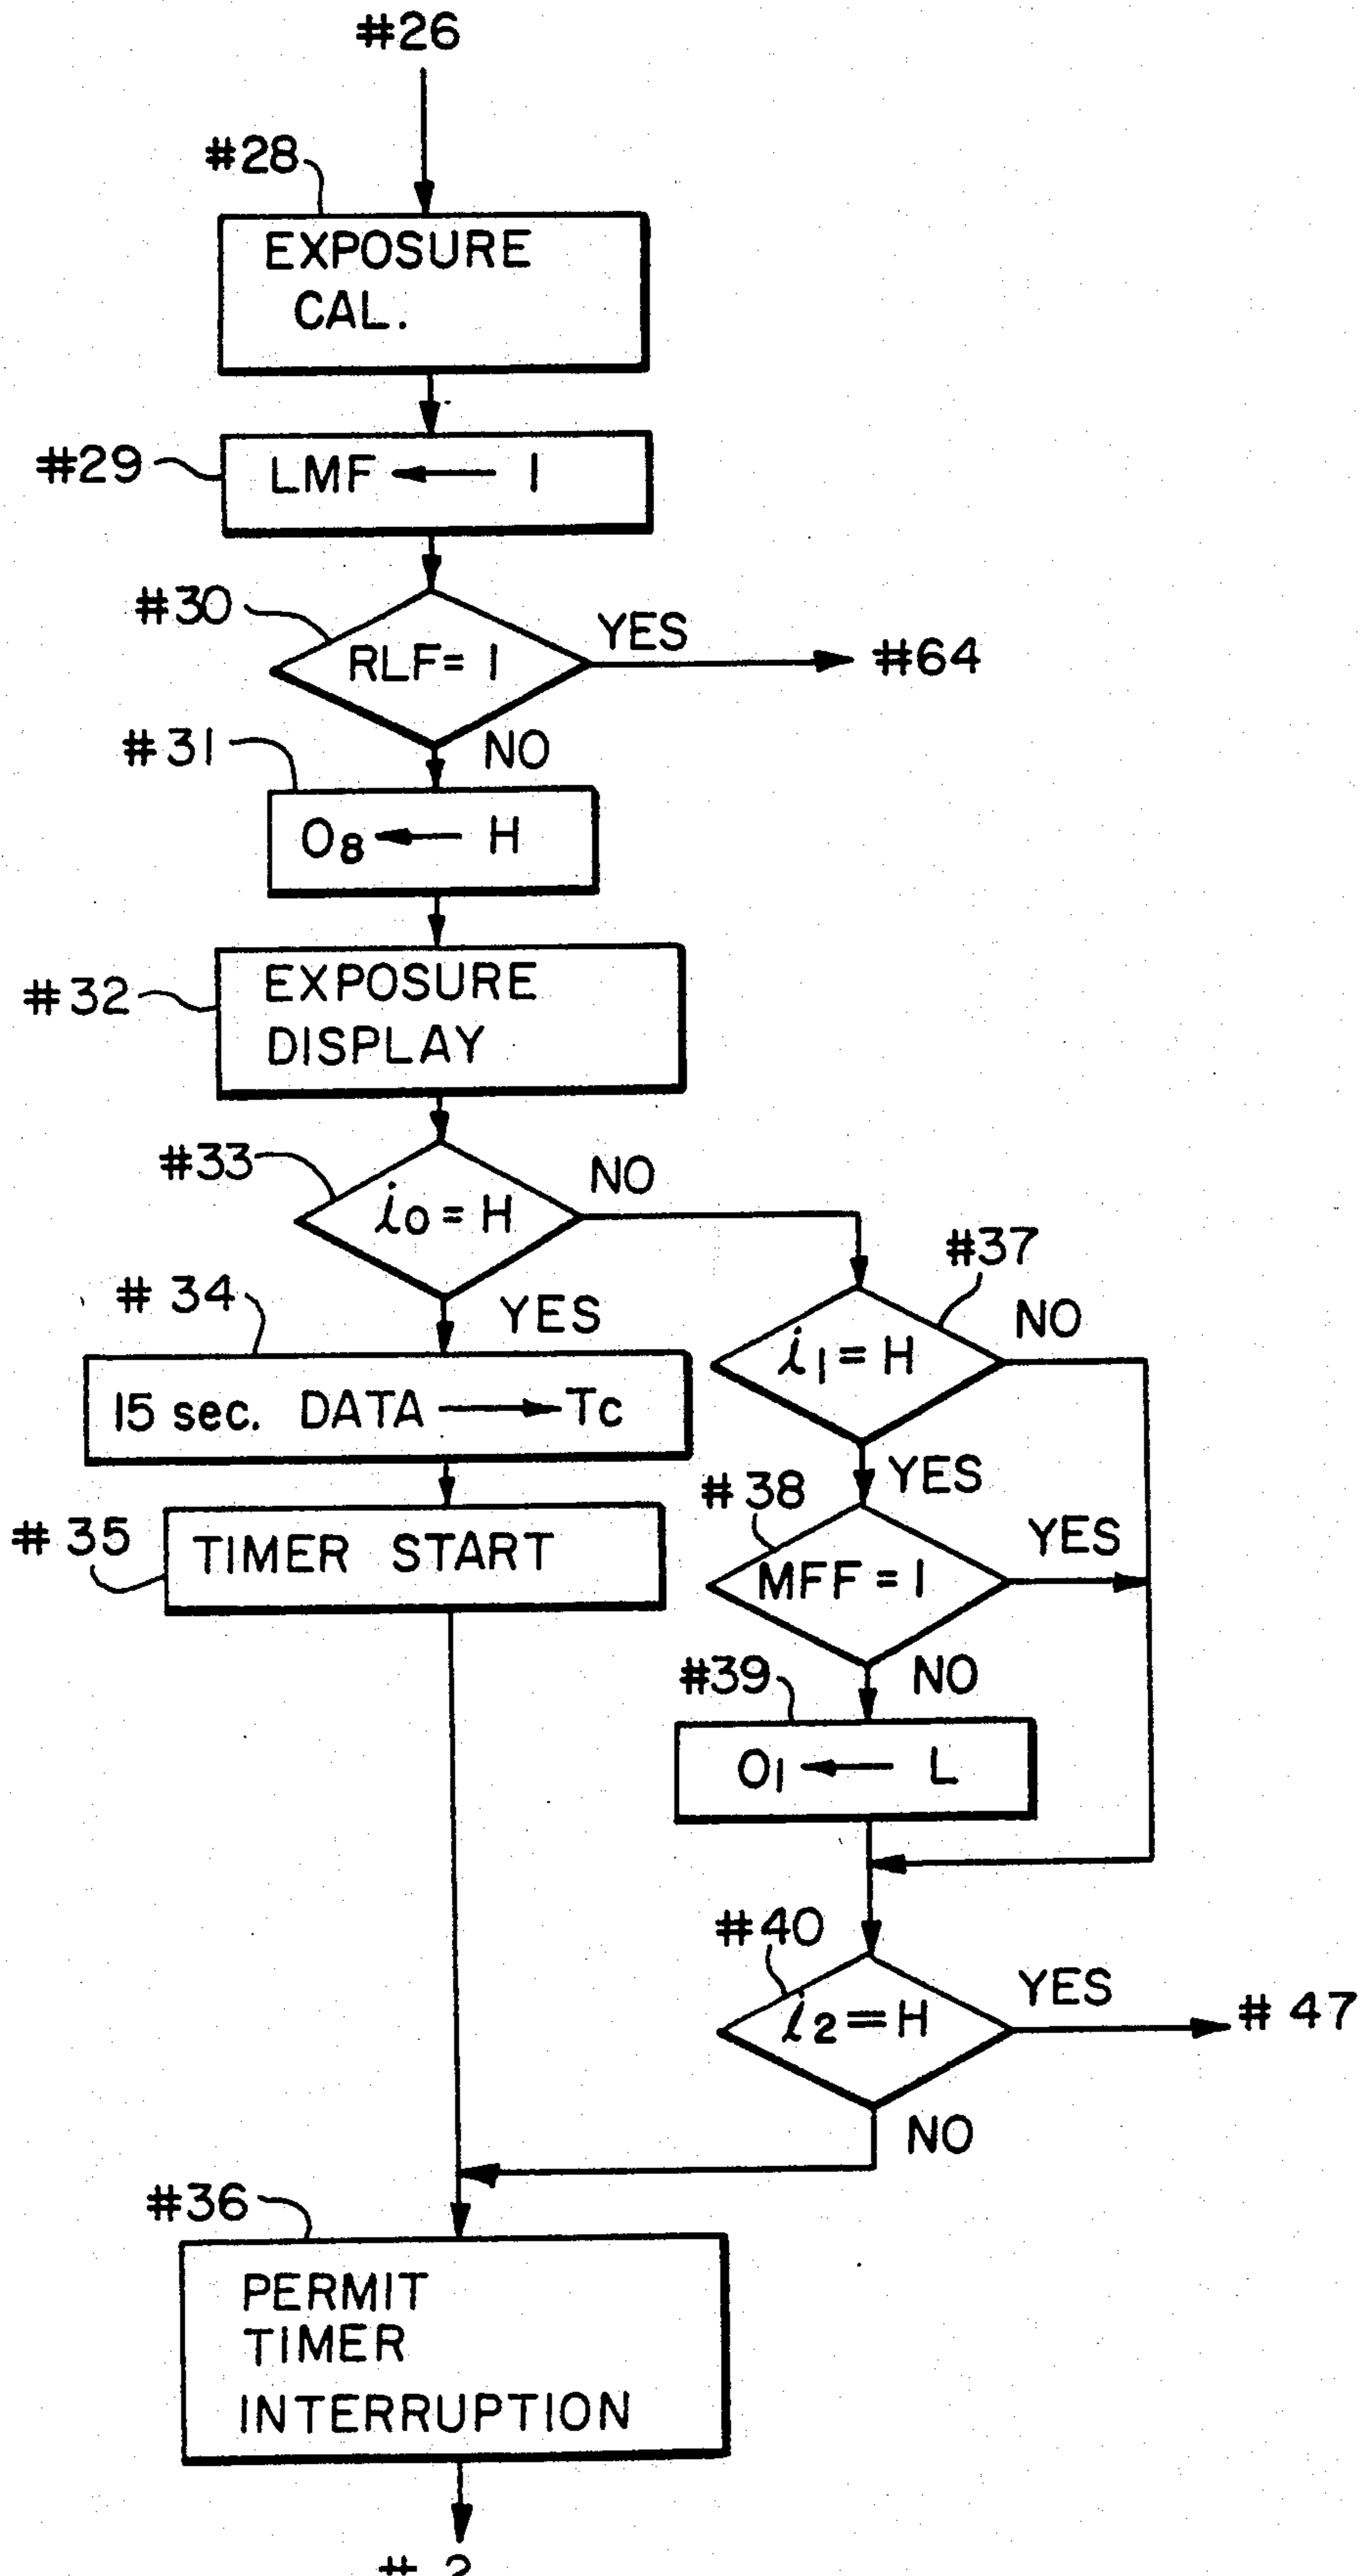 #26
#28
EXPOSURE
CAL.
#29
LMF ← 1
#30
RLF = 1
YES
#64
NO
#31
O8 ← H
#32
EXPOSURE
DISPLAY
#33
i0 = H
NO
#37
# 34
YES
i1 = H
NO
15 sec. DATA → Tc
YES
# 38
# 35
TIMER START
MFF = 1
YES
#39
NO
O1 ← L
#40
i2 = H
YES
# 47
NO
#36
PERMIT
TIMER
INTERRUPTION
# 2